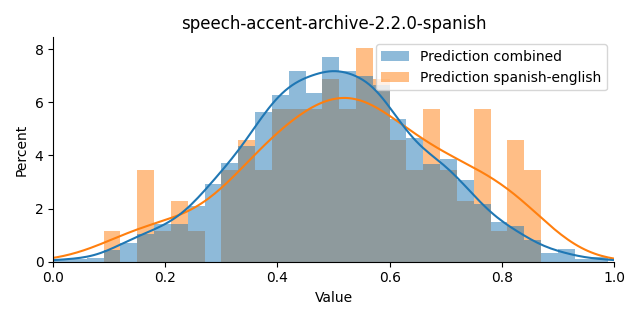 speech-accent-archive-2.2.0-spanish
Prediction combined
Prediction spanish-english
Percent
8
6
4
2
0
0.0 0.2 0.4 0.6 0.8 1.0
Value